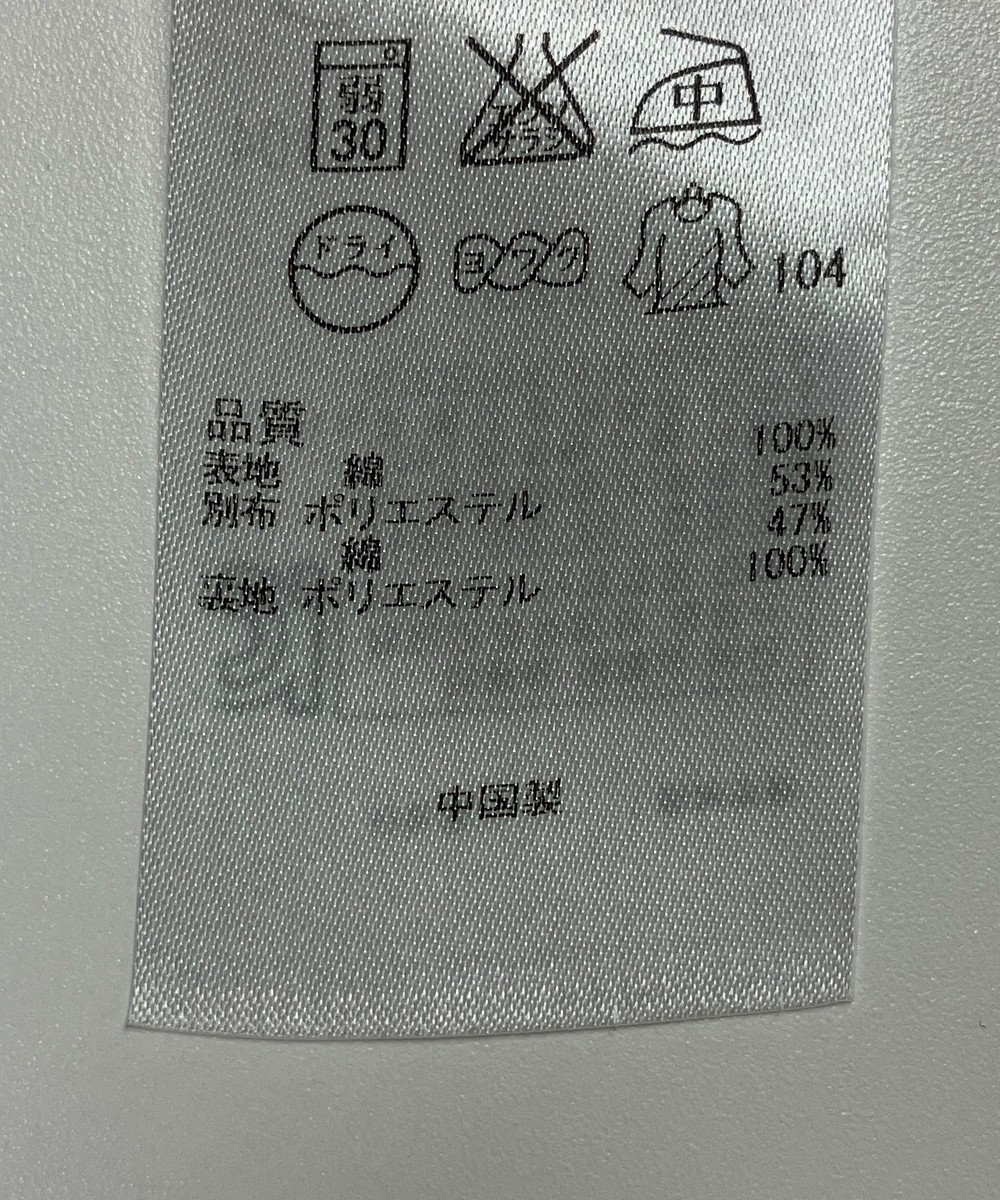 弱
30
エンソ
サラシ
中
ドライ
ヨワク
104
品質
表地 綿 100%
別布 ポリエステル 53%
綿 47%
裏地 ポリエステル 100%
中国製